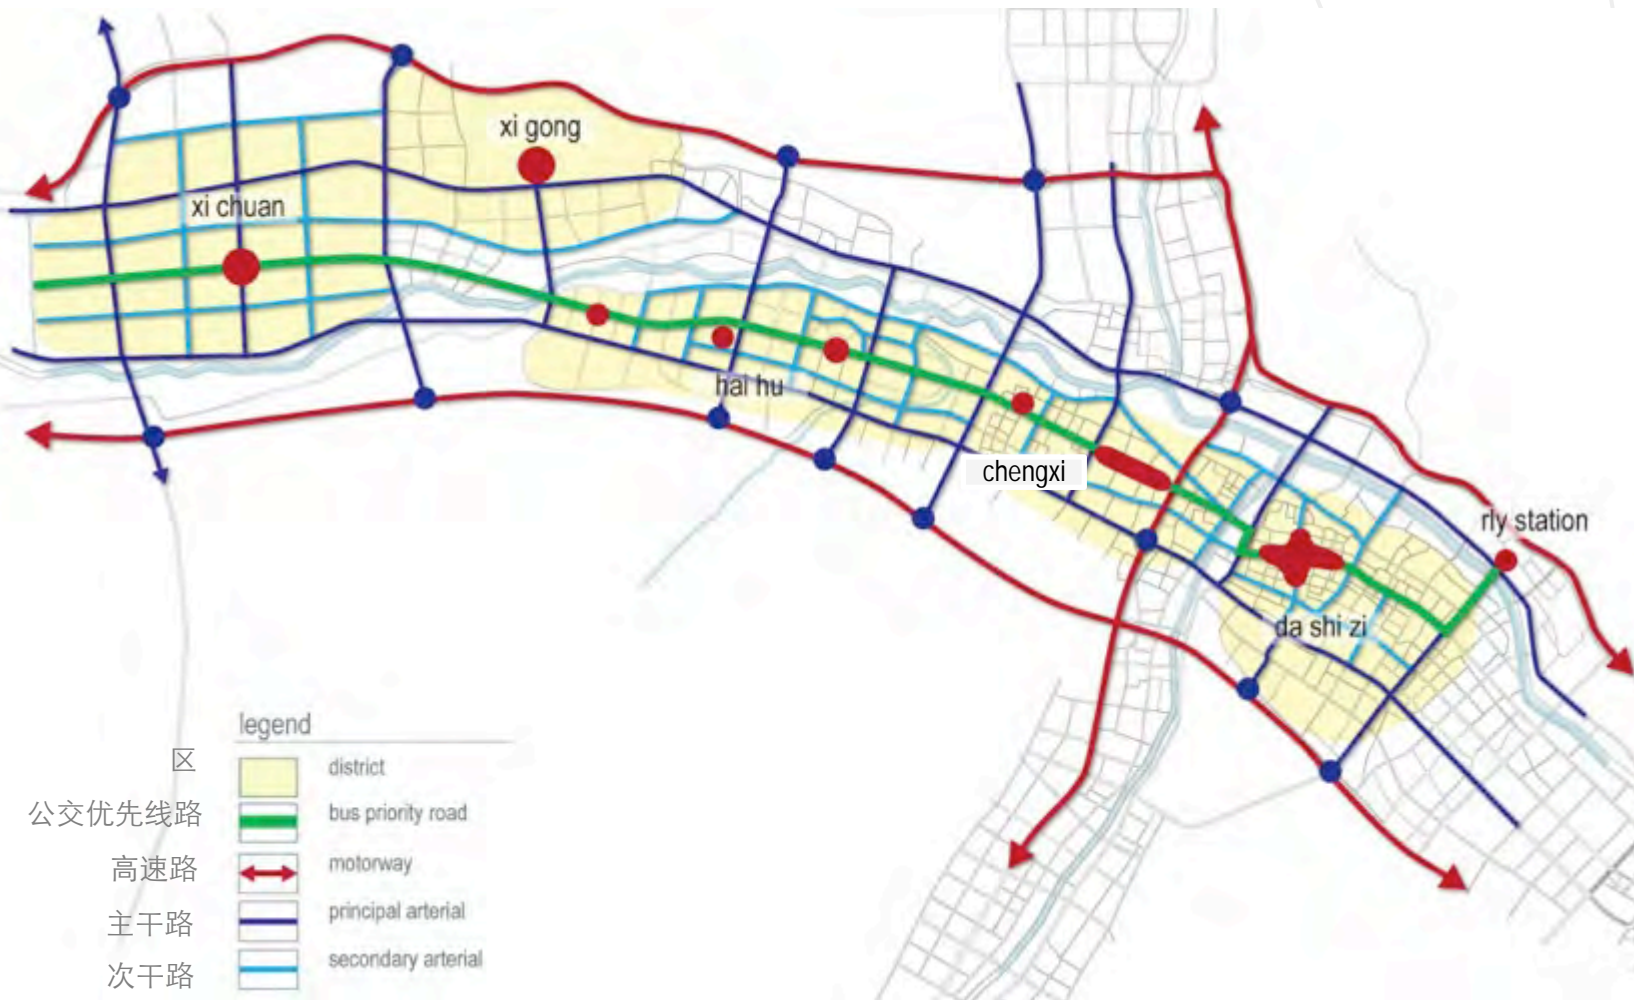 xi gong
xi chuan
hai hu
chengxi
rly station
da shi zi
legend
区 district
公交优先线路 bus priority road
高速路 motorway
主干路 principal arterial
次干路 secondary arterial